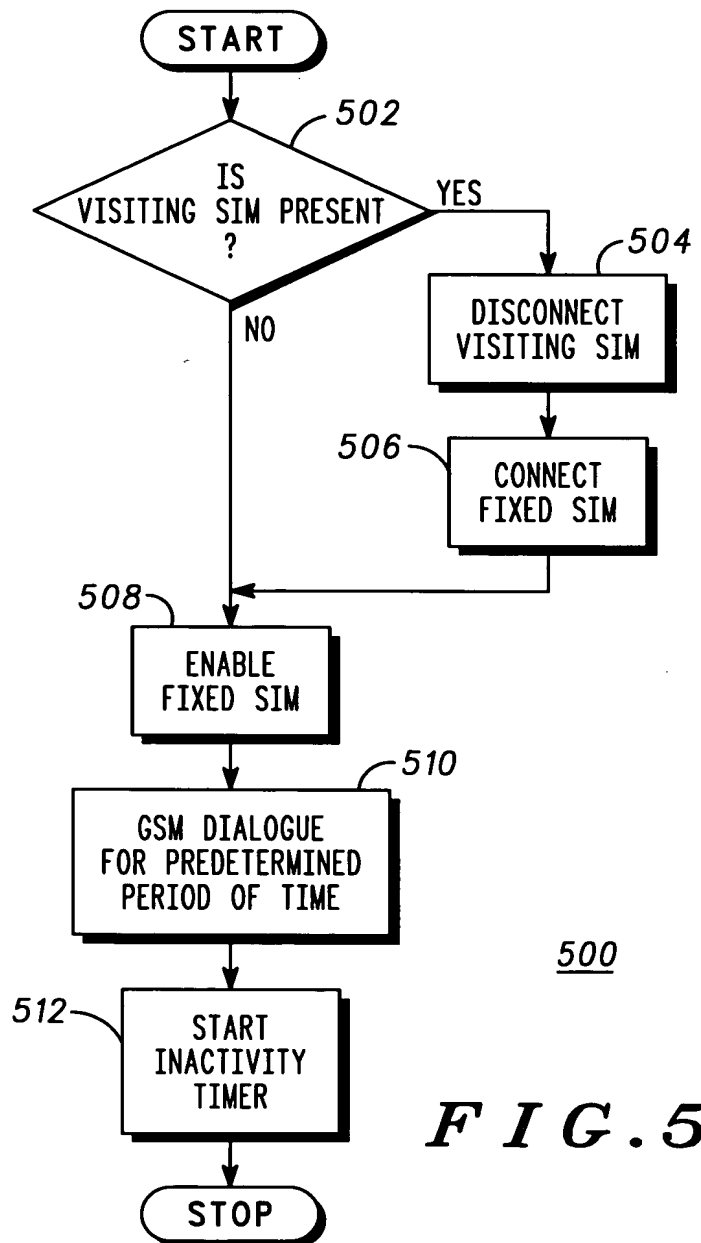 START
502
IS
VISITING SIM PRESENT
?
YES
504
DISCONNECT
VISITING SIM
NO
506
CONNECT
FIXED SIM
508
ENABLE
FIXED SIM
510
GSM DIALOGUE
FOR PREDETERMINED
PERIOD OF TIME
500
512
START
INACTIVITY
TIMER
FIG.5
STOP